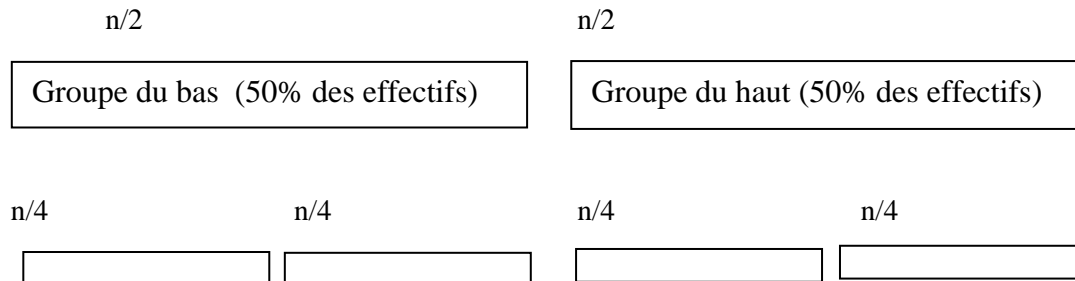 n/2 n/2
Groupe du bas (50% des effectifs) Groupe du haut (50% des effectifs)
n/4 n/4 n/4 n/4